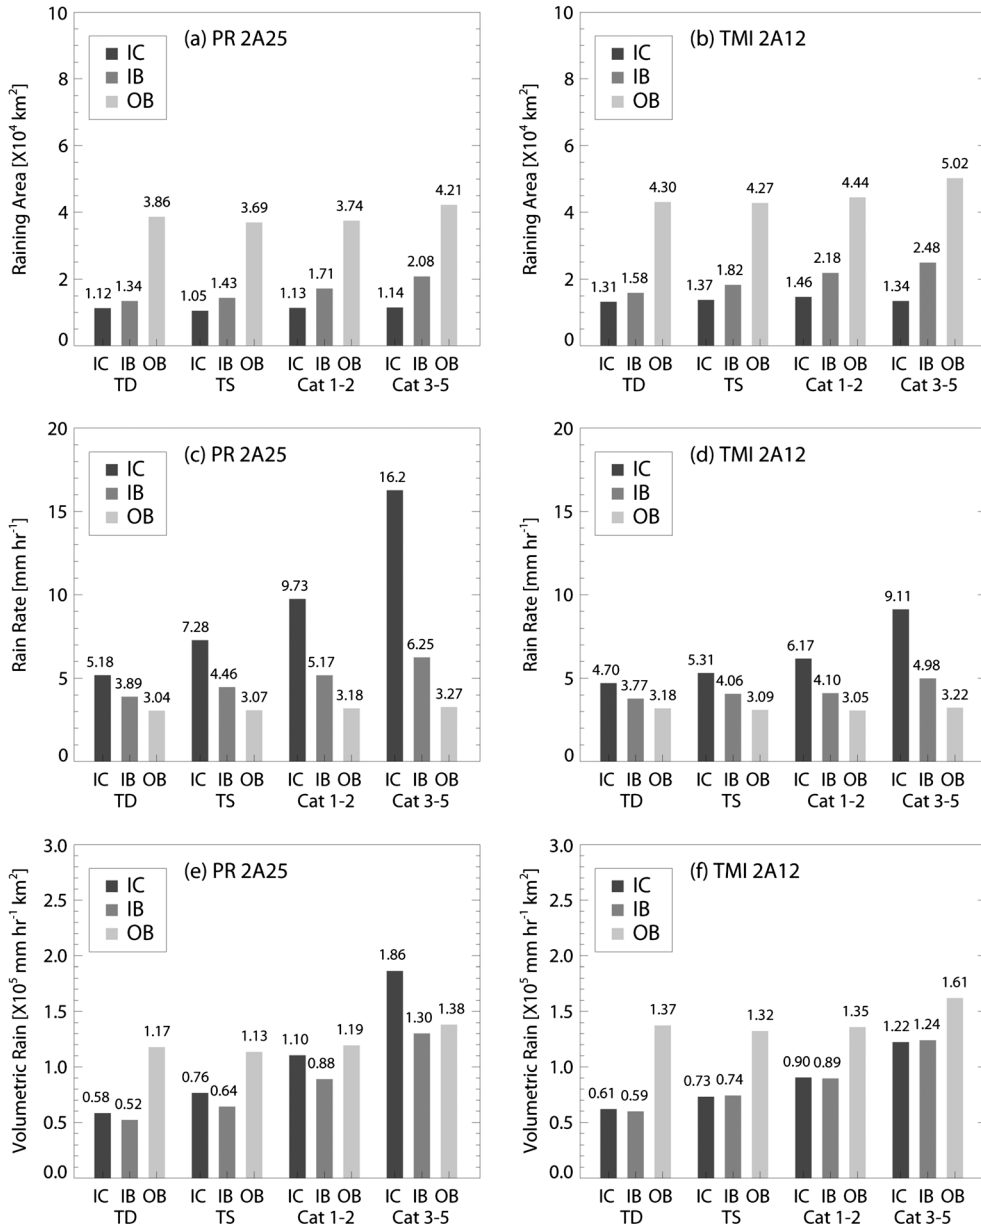 (a) PR 2A25
IC
IB
OB
Raining Area [X10⁴ km²]
10
8
6
4
2
0
1.12 1.34 3.86 1.05 1.43 3.69 1.13 1.71 3.74 1.14 2.08 4.21
IC IB OB IC IB OB IC IB OB IC IB OB
TD TS Cat 1-2 Cat 3-5
(b) TMI 2A12
IC
IB
OB
Raining Area [X10⁴ km²]
10
8
6
4
2
0
1.31 1.58 4.30 1.37 1.82 4.27 1.46 2.18 4.44 1.34 2.48 5.02
IC IB OB IC IB OB IC IB OB IC IB OB
TD TS Cat 1-2 Cat 3-5
(c) PR 2A25
IC
IB
OB
Rain Rate [mm hr⁻¹]
20
15
10
5
0
5.18 3.89 3.04 7.28 4.46 3.07 9.73 5.17 3.18 16.2 6.25 3.27
IC IB OB IC IB OB IC IB OB IC IB OB
TD TS Cat 1-2 Cat 3-5
(d) TMI 2A12
IC
IB
OB
Rain Rate [mm hr⁻¹]
20
15
10
5
0
4.70 3.77 3.18 5.31 4.06 3.09 6.17 4.10 3.05 9.11 4.98 3.22
IC IB OB IC IB OB IC IB OB IC IB OB
TD TS Cat 1-2 Cat 3-5
(e) PR 2A25
IC
IB
OB
Volumetric Rain [X10⁵ mm hr⁻¹ km²]
3.0
2.5
2.0
1.5
1.0
0.5
0.0
0.58 0.52 1.17 0.76 0.64 1.13 1.10 0.88 1.19 1.86 1.30 1.38
IC IB OB IC IB OB IC IB OB IC IB OB
TD TS Cat 1-2 Cat 3-5
(f) TMI 2A12
IC
IB
OB
Volumetric Rain [X10⁵ mm hr⁻¹ km²]
3.0
2.5
2.0
1.5
1.0
0.5
0.0
0.61 0.59 1.37 0.73 0.74 1.32 0.90 0.89 1.35 1.22 1.24 1.61
IC IB OB IC IB OB IC IB OB IC IB OB
TD TS Cat 1-2 Cat 3-5